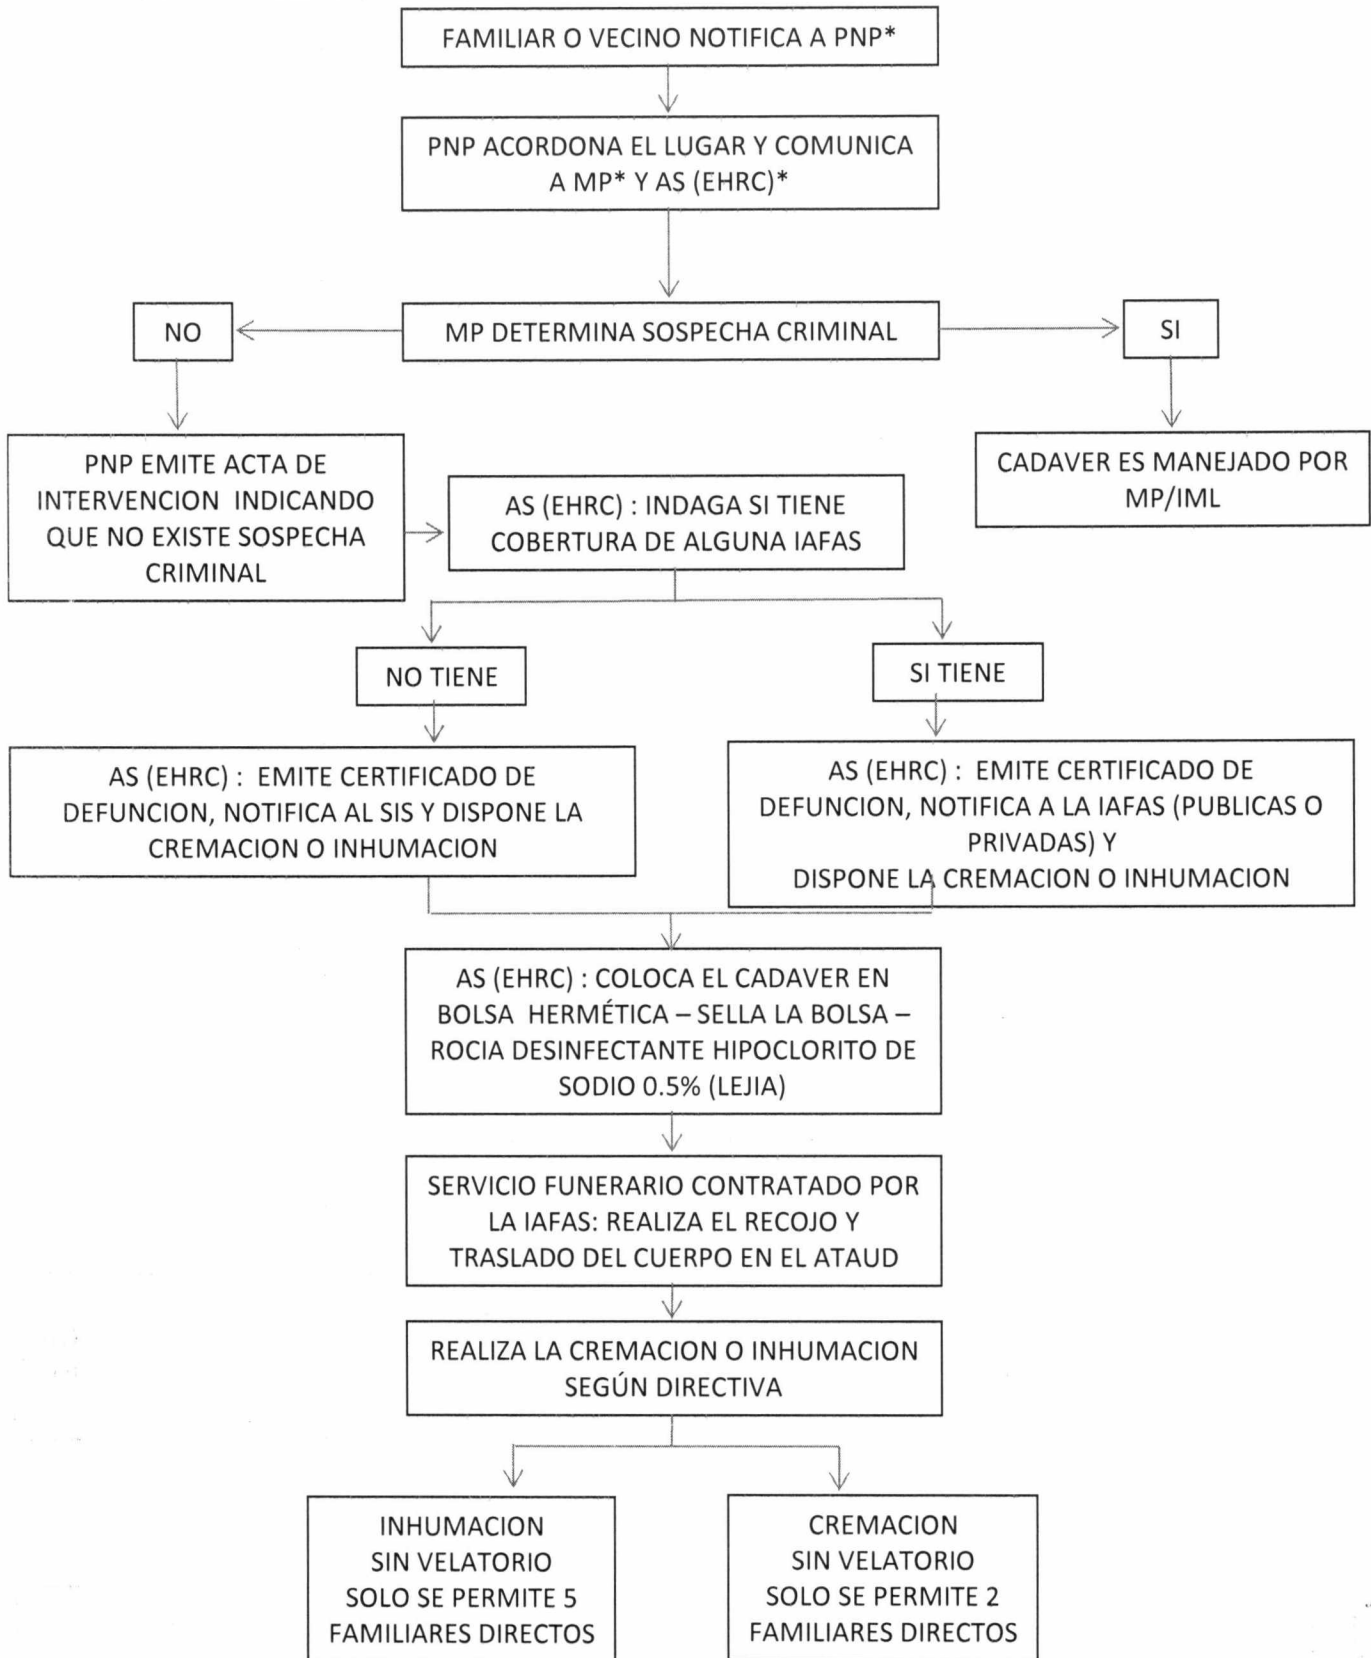 FAMILIAR O VECINO NOTIFICA A PNP*
PNP ACORDONA EL LUGAR Y COMUNICA
A MP* Y AS (EHRC)*
NO
MP DETERMINA SOSPECHA CRIMINAL
SI
PNP EMITE ACTA DE
INTERVENCION INDICANDO
QUE NO EXISTE SOSPECHA
CRIMINAL
AS (EHRC) : INDAGA SI TIENE
COBERTURA DE ALGUNA IAFAS
CADAVER ES MANEJADO POR
MP/IML
NO TIENE
SI TIENE
AS (EHRC) : EMITE CERTIFICADO DE
DEFUNCION, NOTIFICA AL SIS Y DISPONE LA
CREMACION O INHUMACION
AS (EHRC) : EMITE CERTIFICADO DE
DEFUNCION, NOTIFICA A LA IAFAS (PUBLICAS O
PRIVADAS) Y
DISPONE LA CREMACION O INHUMACION
AS (EHRC) : COLOCA EL CADAVER EN
BOLSA HERMÉTICA – SELLA LA BOLSA –
ROCIA DESINFECTANTE HIPOCLORITO DE
SODIO 0.5% (LEJIA)
SERVICIO FUNERARIO CONTRATADO POR
LA IAFAS: REALIZA EL RECOJO Y
TRASLADO DEL CUERPO EN EL ATAUD
REALIZA LA CREMACION O INHUMACION
SEGÚN DIRECTIVA
INHUMACION
SIN VELATORIO
SOLO SE PERMITE 5
FAMILIARES DIRECTOS
CREMACION
SIN VELATORIO
SOLO SE PERMITE 2
FAMILIARES DIRECTOS